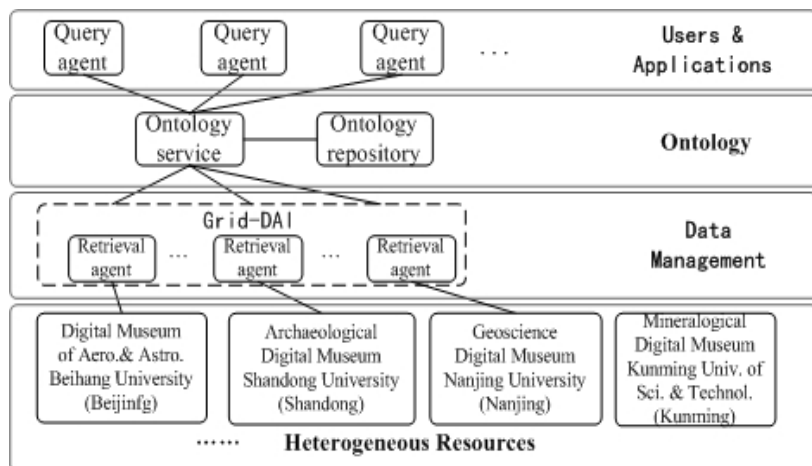 Query
agent
Query
agent
Query
agent
...
Users &
Applications
Ontology
service
Ontology
repository
Ontology
Grid-DAI
Retrieval
agent
...
Retrieval
agent
...
Retrieval
agent
Data
Management
Digital Museum
of Aero.& Astro.
Beihang University
(Beijinfg)
Archaeological
Digital Museum
Shandong University
(Shandong)
Geoscience
Digital Museum
Nanjing University
(Nanjing)
Mineralogical
Digital Museum
Kunming Univ. of
Sci. & Technol.
(Kunming)
...... Heterogeneous Resources